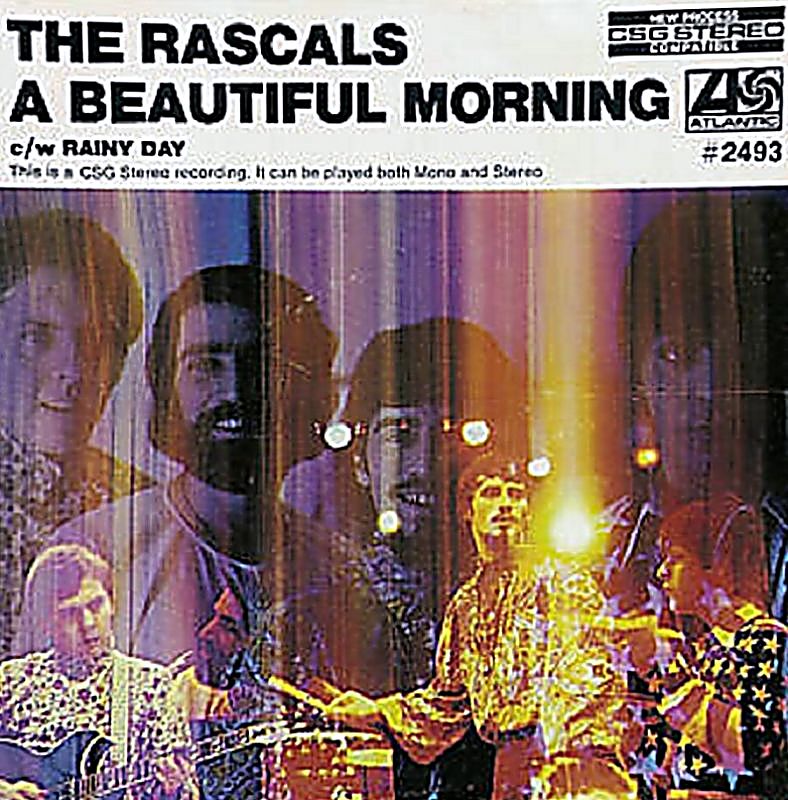 THE RASCALS
A BEAUTIFUL MORNING
c/w RAINY DAY
This is a CSG Stereo recording. It can be played both Mono and Stereo
NEW PROCESS
CSG STEREO
COMPATIBLE
ATLANTIC
#2493